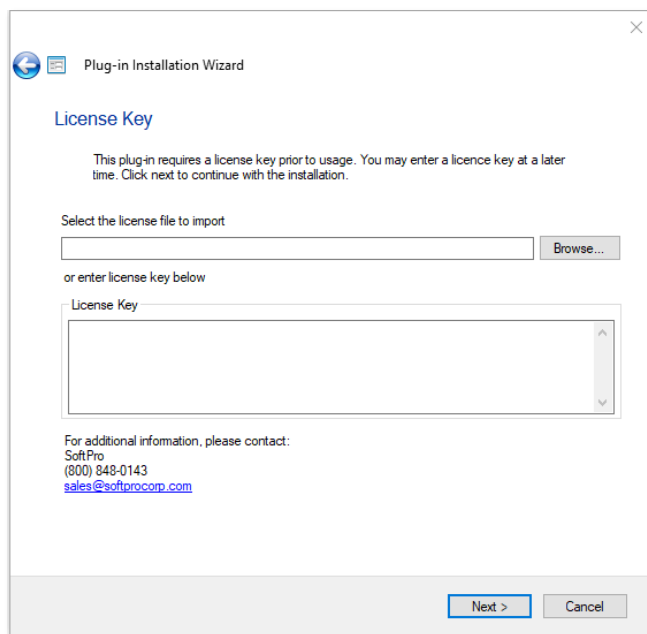 Plug-in Installation Wizard
License Key
This plug-in requires a license key prior to usage. You may enter a licence key at a later
time. Click next to continue with the installation.
Select the license file to import
Browse...
or enter license key below
License Key
For additional information, please contact:
SoftPro
(800) 848-0143
sales@softprocorp.com
Next >
Cancel